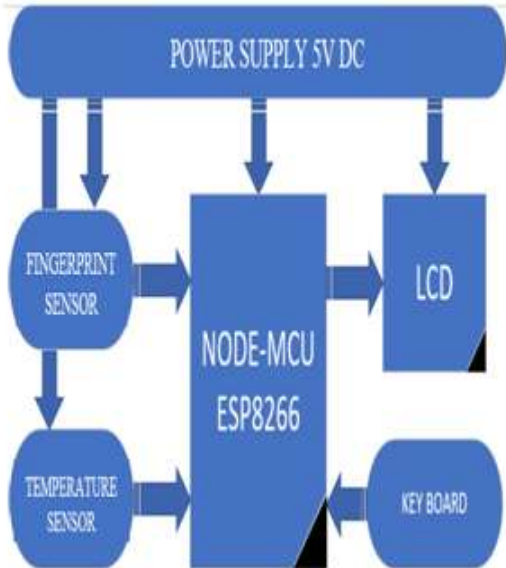 POWER SUPPLY 5V DC
FINGERPRINT
SENSOR
NODE-MCU
ESP8266
LCD
TEMPERATURE
SENSOR
KEY BOARD